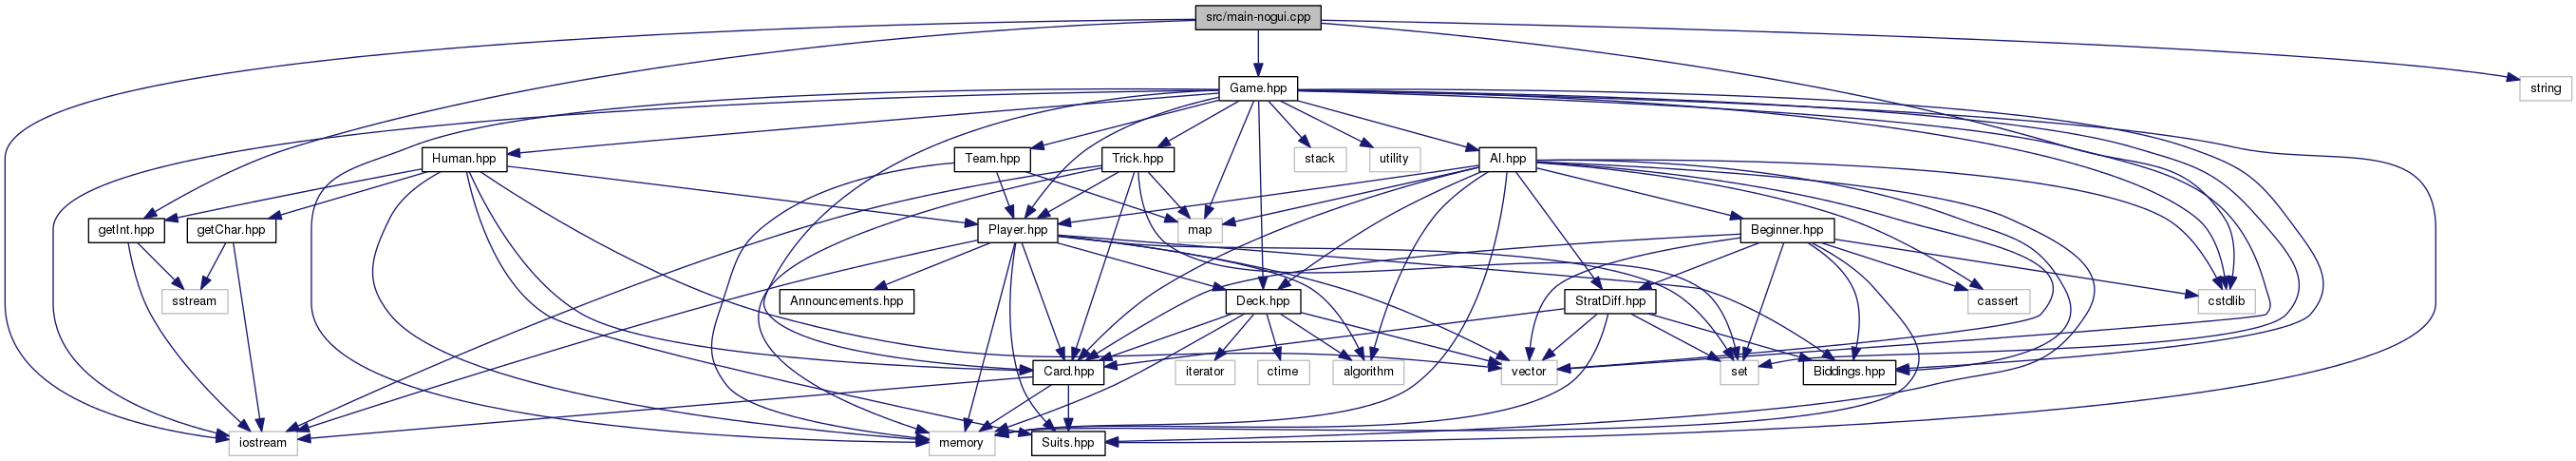 src/main-nogui.cpp
Game.hpp
string
Human.hpp
Team.hpp
Trick.hpp
stack
utility
AI.hpp
getInt.hpp
getChar.hpp
Player.hpp
map
Beginner.hpp
sstream
Announcements.hpp
Deck.hpp
StratDiff.hpp
cassert
cstdlib
Card.hpp
iterator
ctime
algorithm
vector
set
Biddings.hpp
iostream
memory
Suits.hpp